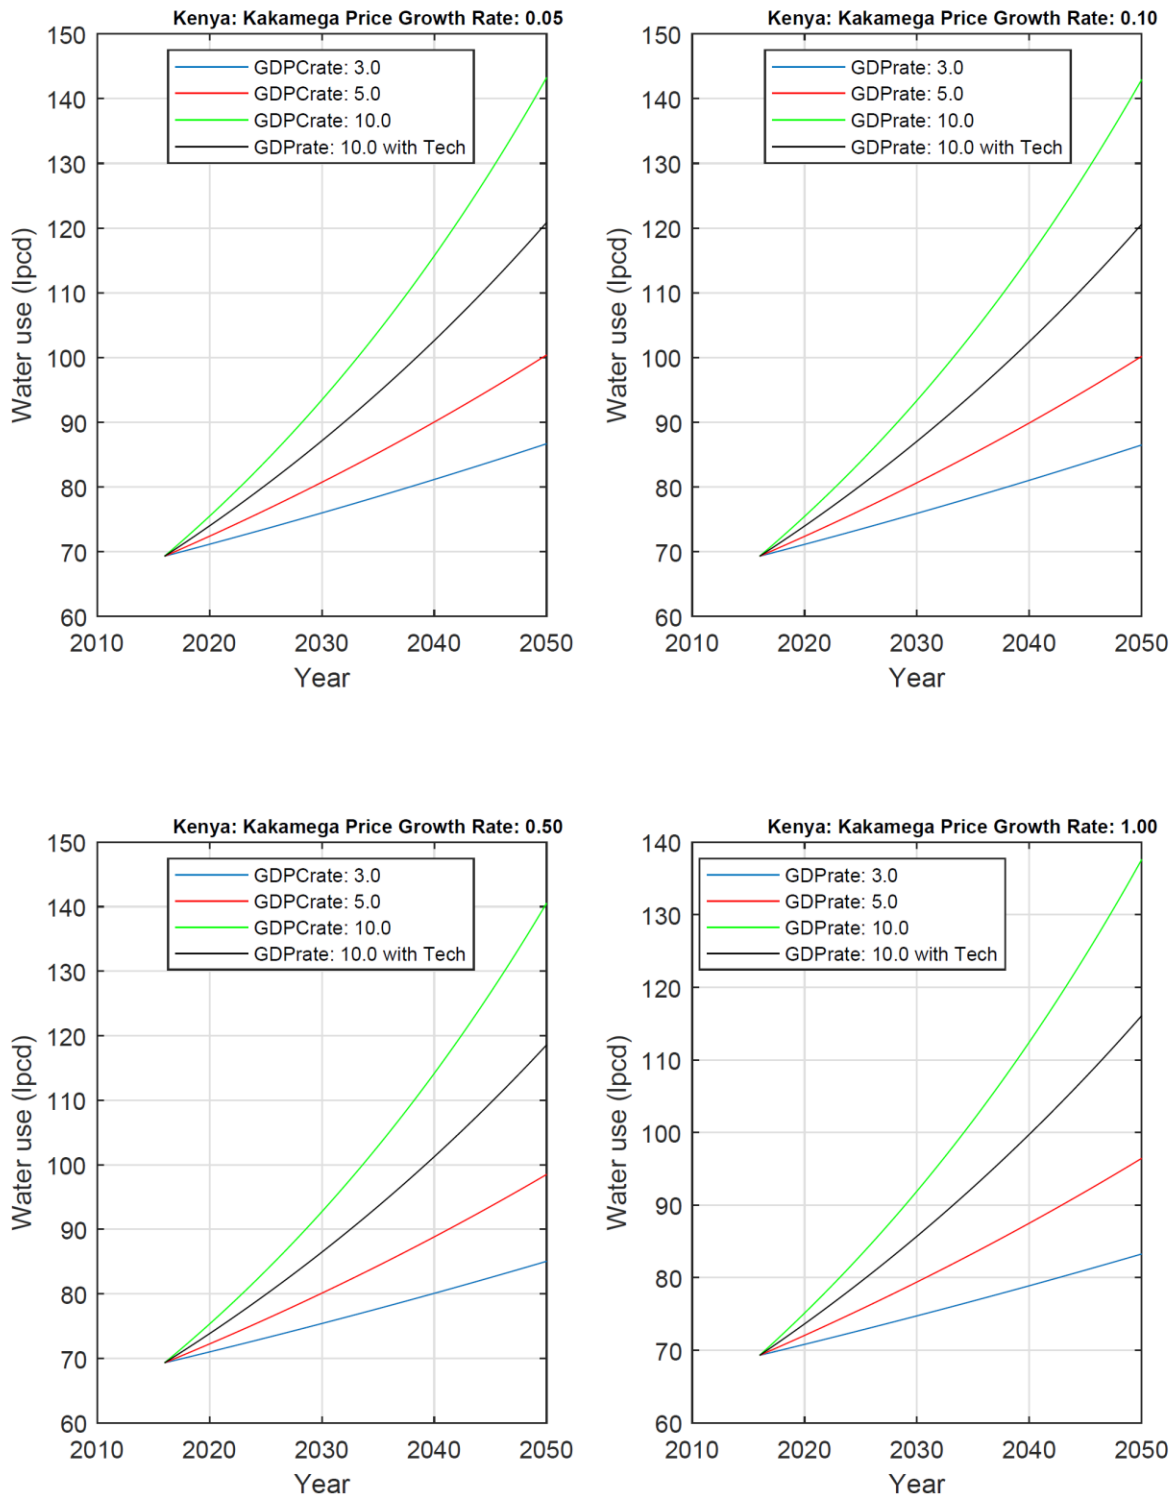 Kenya: Kakamega Price Growth Rate: 0.05
150
140
130
120
110
100
90
80
70
60
2010
2020
2030
2040
2050
Water use (lpcd)
Year
GDPCrate: 3.0
GDPCrate: 5.0
GDPCrate: 10.0
GDPrate: 10.0 with Tech
Kenya: Kakamega Price Growth Rate: 0.10
150
140
130
120
110
100
90
80
70
60
2010
2020
2030
2040
2050
Water use (lpcd)
Year
GDPrate: 3.0
GDPrate: 5.0
GDPrate: 10.0
GDPrate: 10.0 with Tech
Kenya: Kakamega Price Growth Rate: 0.50
150
140
130
120
110
100
90
80
70
60
2010
2020
2030
2040
2050
Water use (lpcd)
Year
GDPCrate: 3.0
GDPCrate: 5.0
GDPCrate: 10.0
GDPrate: 10.0 with Tech
Kenya: Kakamega Price Growth Rate: 1.00
140
130
120
110
100
90
80
70
60
2010
2020
2030
2040
2050
Water use (lpcd)
Year
GDPrate: 3.0
GDPrate: 5.0
GDPrate: 10.0
GDPrate: 10.0 with Tech